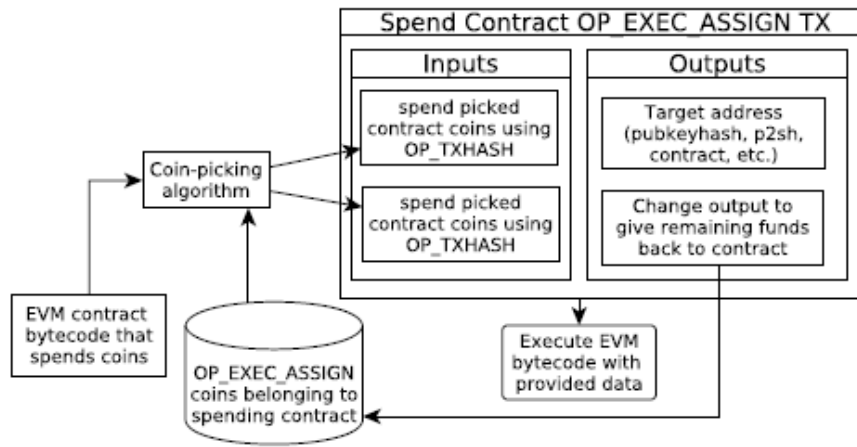 Spend Contract OP_EXEC_ASSIGN TX
Inputs
spend picked
contract coins using
OP_TXHASH
spend picked
contract coins using
OP_TXHASH
Outputs
Target address
(pubkeyhash, p2sh,
contract, etc.)
Change output to
give remaining funds
back to contract
Coin-picking
algorithm
EVM contract
bytecode that
spends coins
OP_EXEC_ASSIGN
coins belonging to
spending contract
Execute EVM
bytecode with
provided data